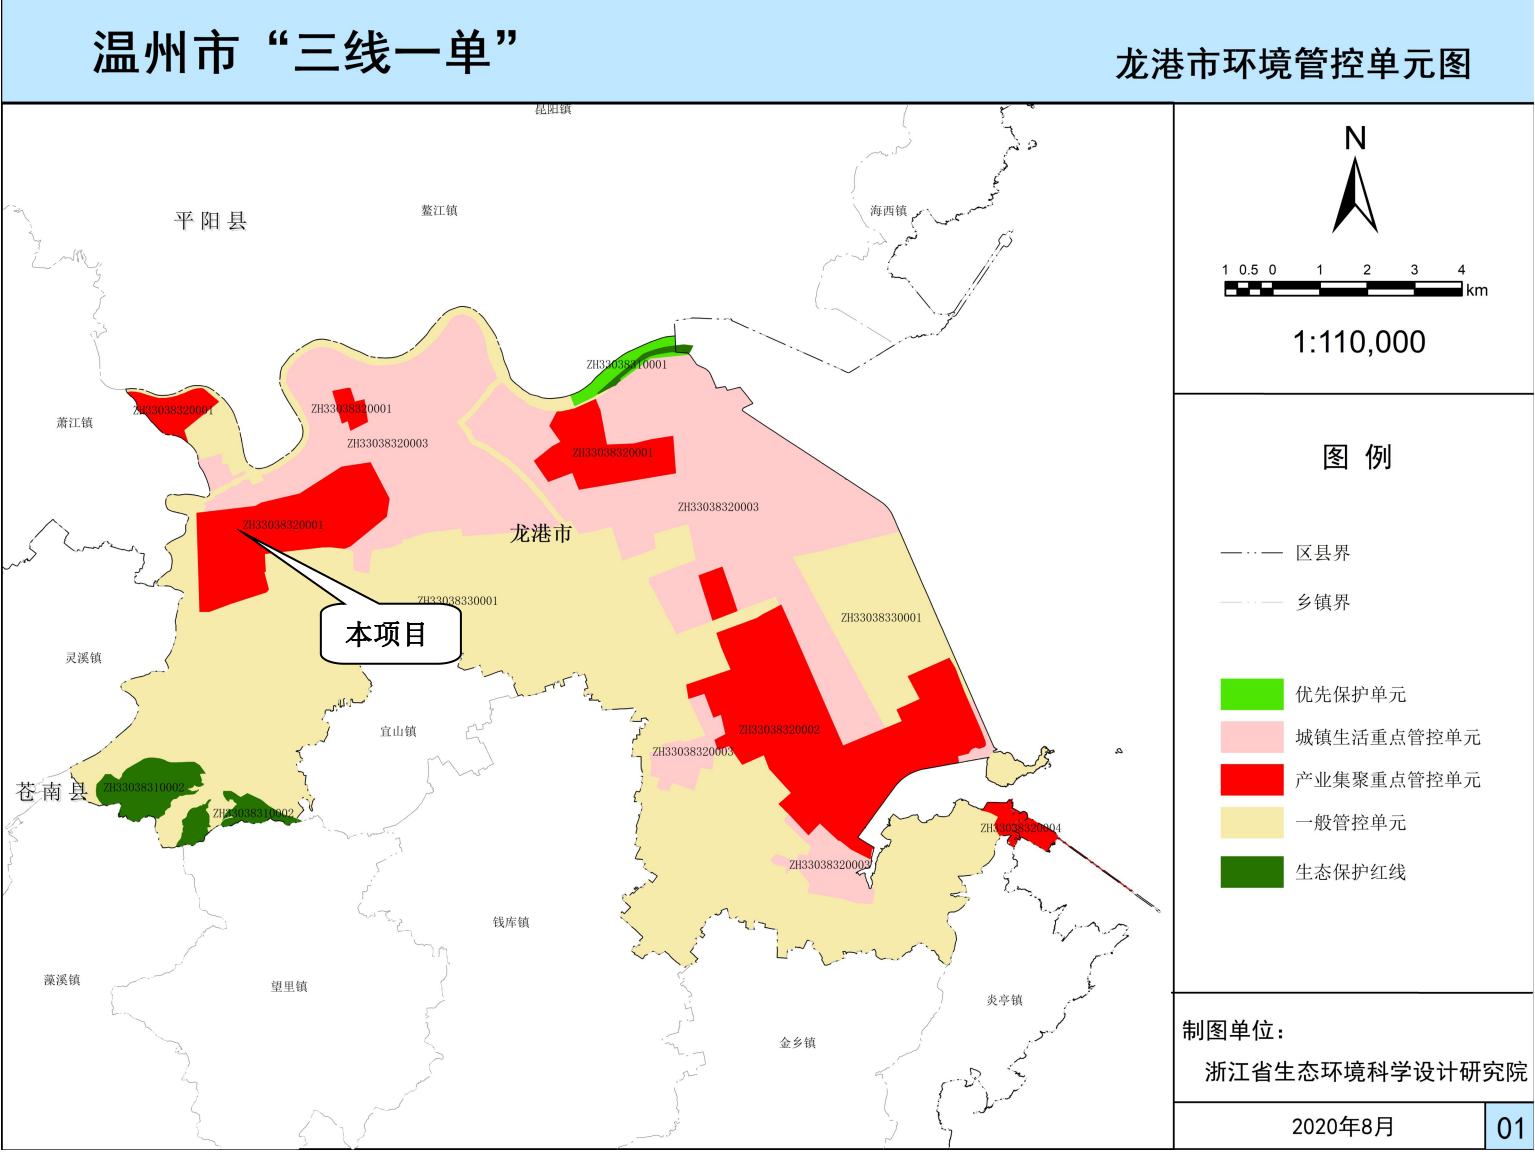 温州市“三线一单”
龙港市环境管控单元图
昆阳镇
平阳县
鳌江镇
海西镇
萧江镇
ZH33038310001
ZH33038320001
ZH33038320001
ZH33038320003
ZH33038320001
ZH33038320003
ZH33038320001
龙港市
ZH33038330001
ZH33038330001
本项目
灵溪镇
宜山镇
ZH33038320002
ZH33038320003
苍南县
ZH33038310002
ZH33038310002
ZH33038320004
ZH33038320003
钱库镇
藻溪镇
望里镇
炎亭镇
金乡镇
N
1 0.5 0 1 2 3 4
km
1:110,000
图 例
区县界
乡镇界
优先保护单元
城镇生活重点管控单元
产业集聚重点管控单元
一般管控单元
生态保护红线
制图单位：
浙江省生态环境科学设计研究院
2020年8月
01